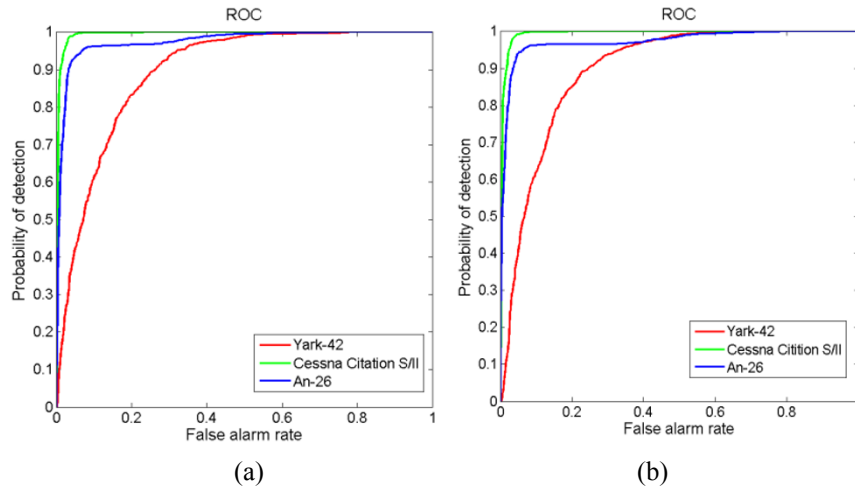 ROC
Probability of detection
1
0.9
0.8
0.7
0.6
0.5
0.4
0.3
0.2
0.1
0
0
0.2
0.4
0.6
0.8
1
False alarm rate
Yark-42
Cessna Citation S/II
An-26
(a)
ROC
Probability of detection
1
0.9
0.8
0.7
0.6
0.5
0.4
0.3
0.2
0.1
0
0
0.2
0.4
0.6
0.8
False alarm rate
Yark-42
Cessna Citition S/II
An-26
(b)